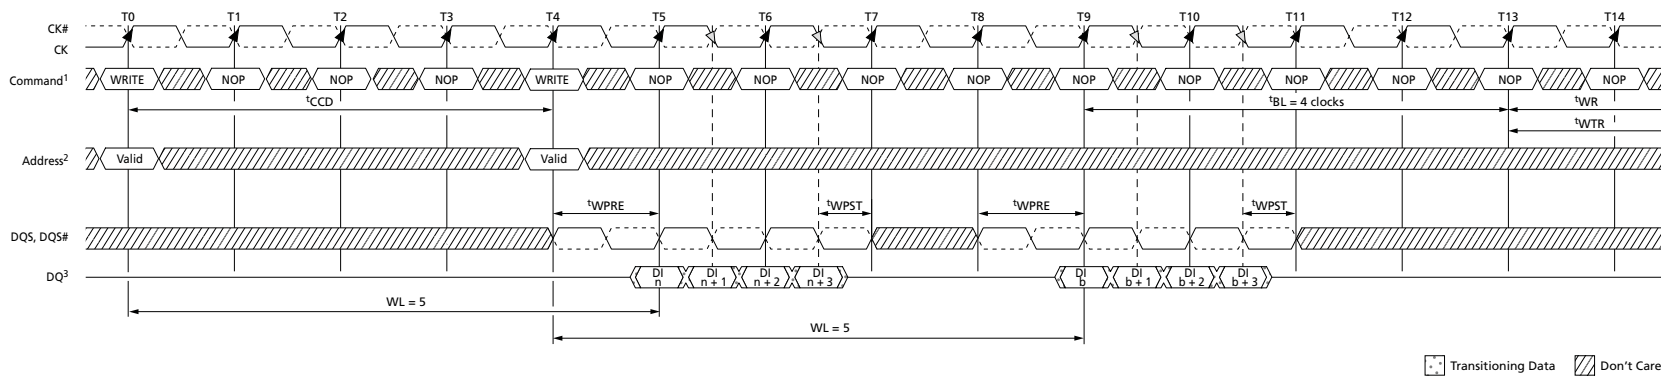 T0 T1 T2 T3 T4 T5 T6 T7 T8 T9 T10 T11 T12 T13 T14
CK#
CK
Command1 WRITE NOP NOP NOP WRITE NOP NOP NOP NOP NOP NOP NOP NOP NOP NOP
tCCD tBL = 4 clocks tWR
tWTR
Address2 Valid Valid
tWPRE tWPST tWPRE tWPST
DQS, DQS#
DQ3 DI n DI n + 1 DI n + 2 DI n + 3 DI b DI b + 1 DI b + 2 DI b + 3
WL = 5
WL = 5
Transitioning Data Don't Care